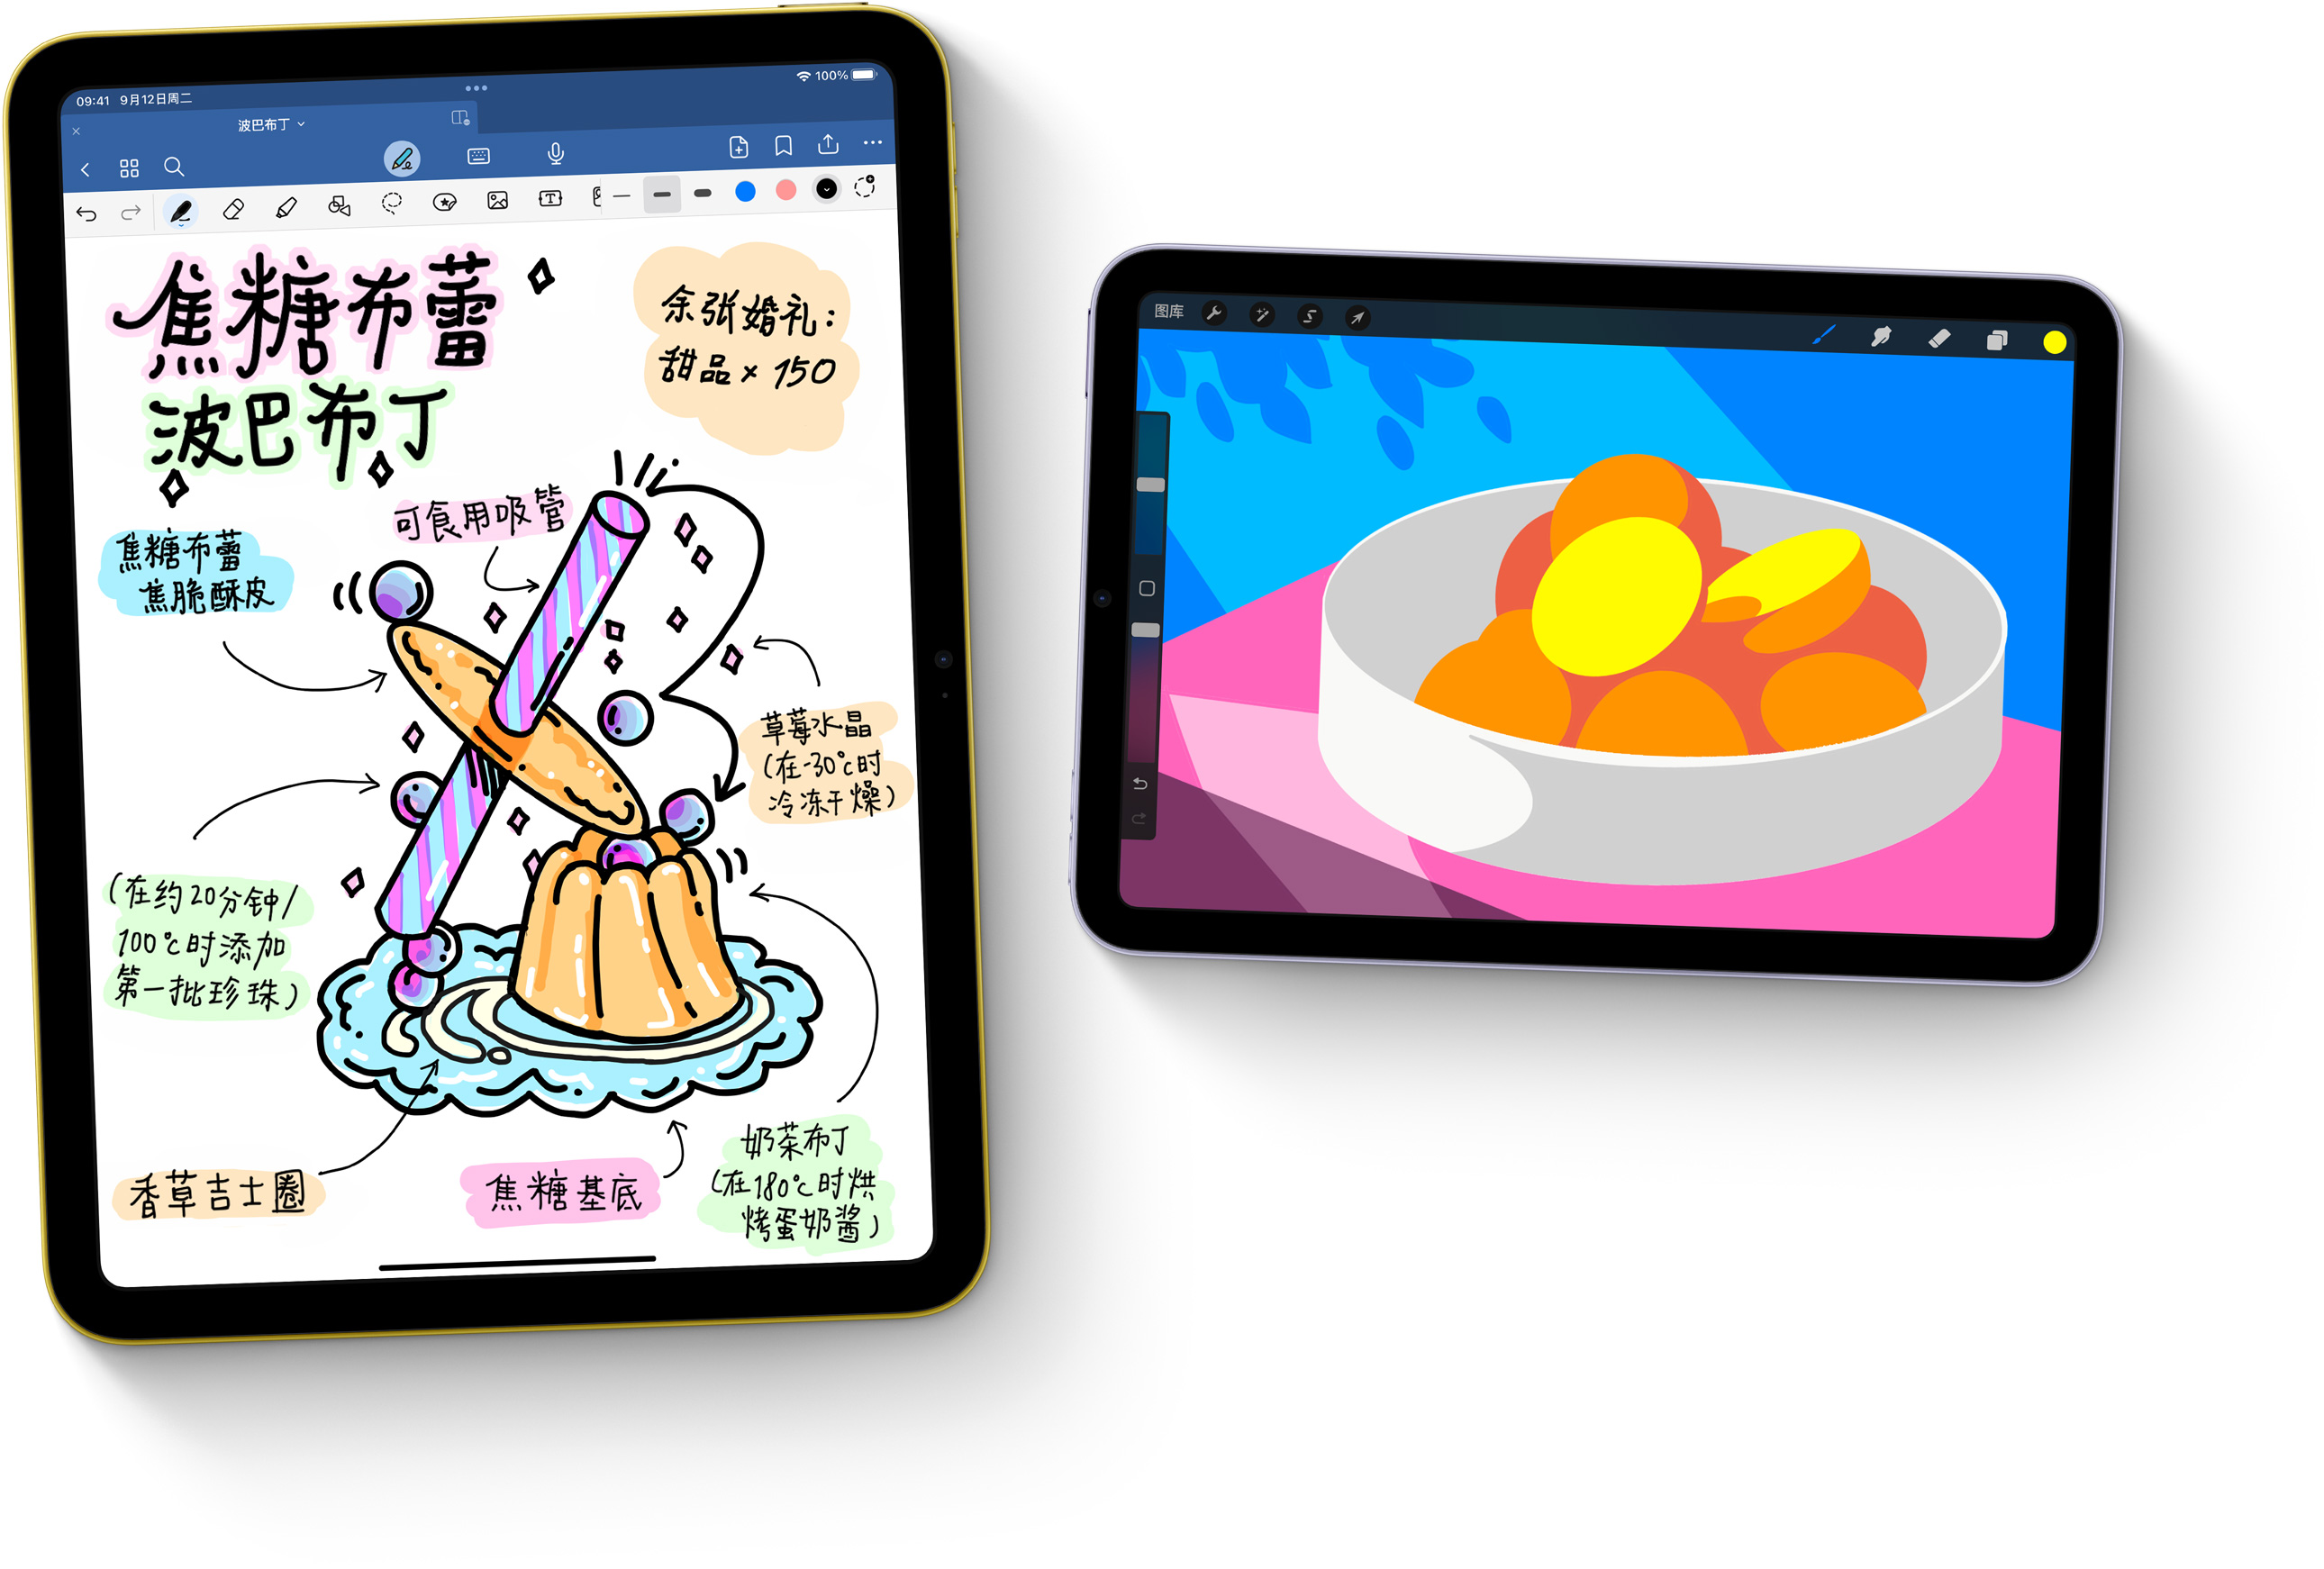 09:41 9月12日周二
100%
波巴布丁
焦糖布蕾
波巴布丁
余张婚礼：
甜品 × 150
可食用吸管
焦糖布蕾
焦脆酥皮
草莓水晶
（在-30℃时
冷冻干燥）
（在约20分钟/
100℃时添加
第一批珍珠）
香草吉士圈
焦糖基底
奶茶布丁
（在180℃时烘
烤蛋奶酱）
图库